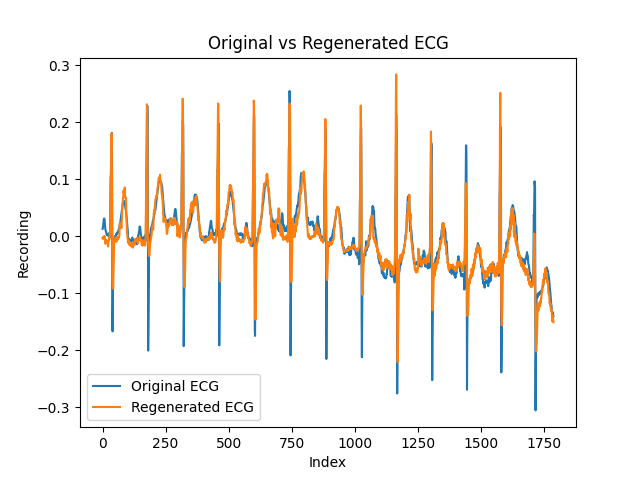 Original vs Regenerated ECG
0.3
0.2
0.1
0.0
−0.1
−0.2
−0.3
Recording
Original ECG
Regenerated ECG
0 250 500 750 1000 1250 1500 1750
Index